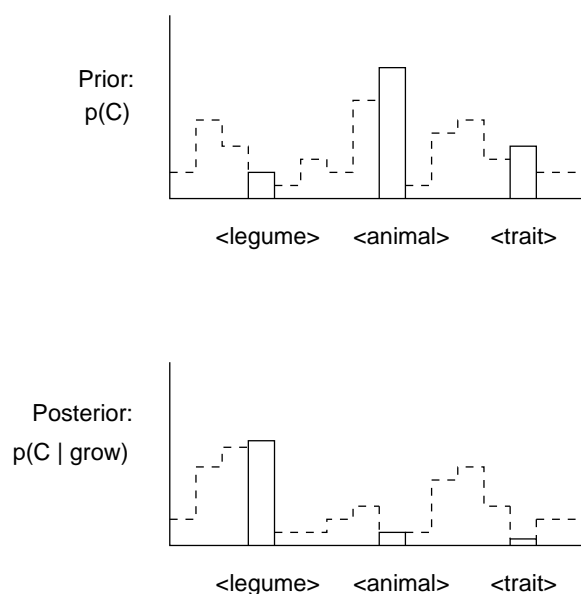 Prior:
p(C)
<legume> <animal> <trait>
Posterior:
p(C | grow)
<legume> <animal> <trait>